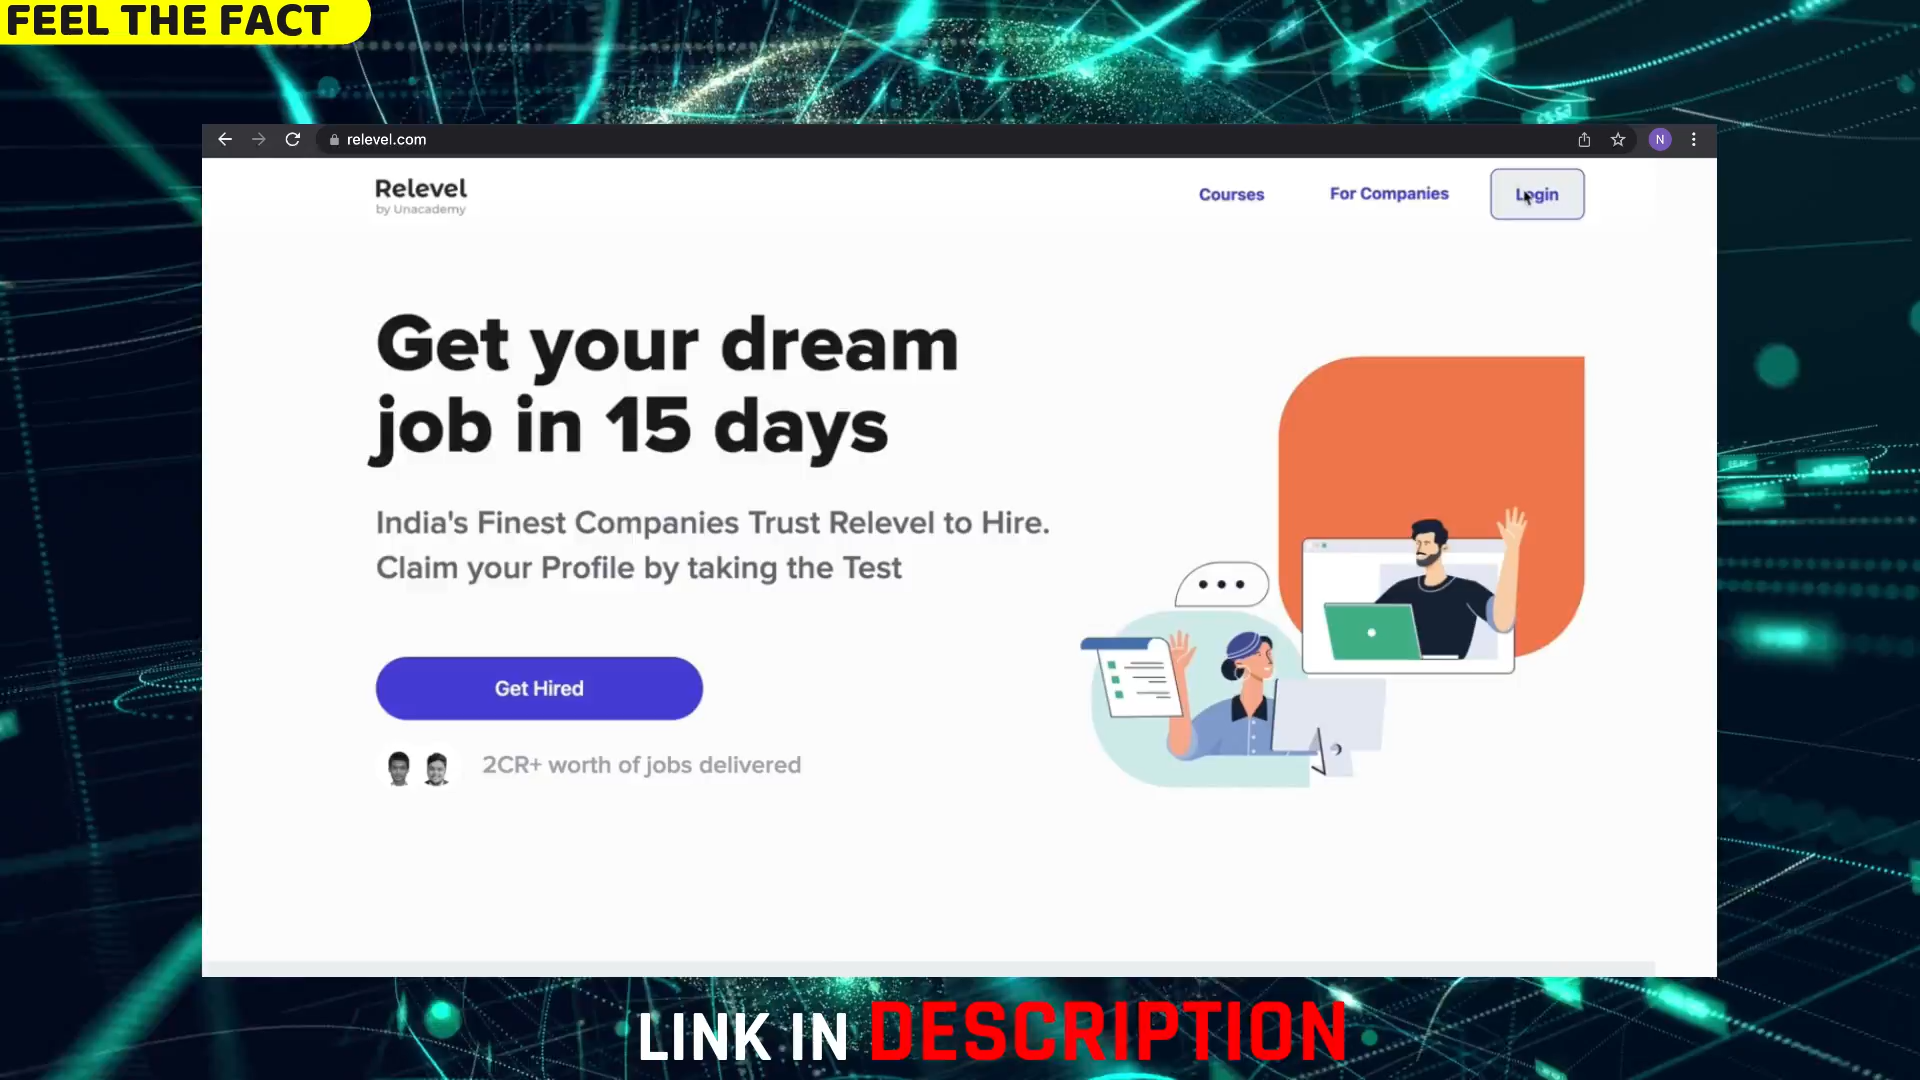 FEEL THE FACT
relevel.com
N
Relevel
by Unacademy
Courses
For Companies
Login
Get your dream
job in 15 days
India's Finest Companies Trust Relevel to Hire.
Claim your Profile by taking the Test
Get Hired
2CR+ worth of jobs delivered
LINK IN DESCRIPTION